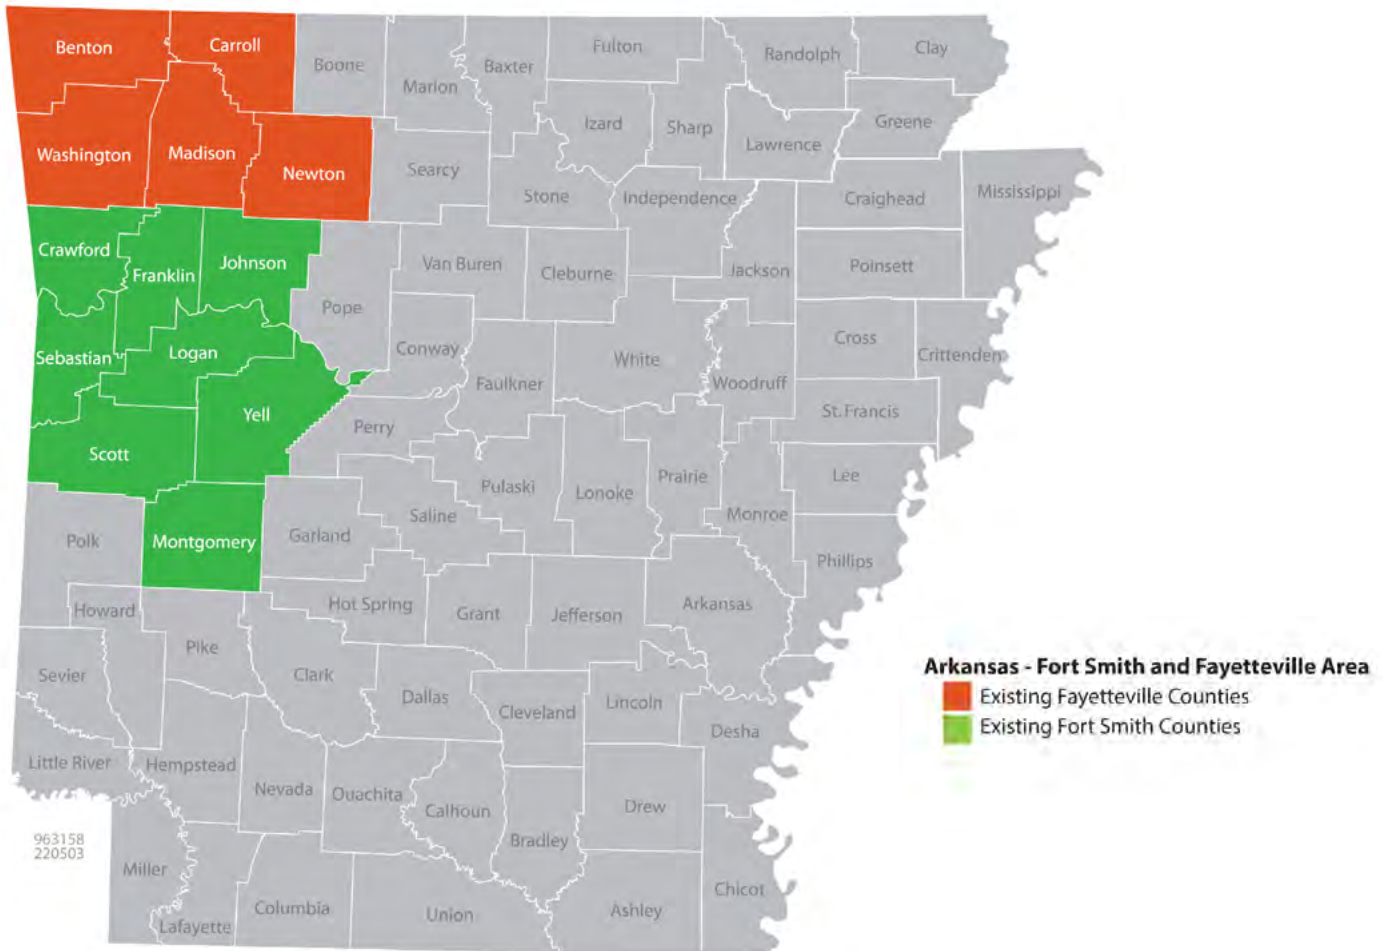 Benton
Carroll
Boone
Marion
Baxter
Fulton
Randolph
Clay
Washington
Madison
Newton
Searcy
Izard
Sharp
Lawrence
Greene
Stone
Independence
Craighead
Mississippi
Crawford
Franklin
Johnson
Pope
Van Buren
Cleburne
Jackson
Poinsett
Sebastian
Logan
Conway
Faulkner
White
Woodruff
Cross
Crittenden
Yell
Perry
St. Francis
Scott
Pulaski
Lonoke
Prairie
Lee
Montgomery
Garland
Saline
Monroe
Polk
Phillips
Howard
Hot Spring
Grant
Jefferson
Arkansas
Pike
Sevier
Clark
Dallas
Cleveland
Lincoln
Desha
Arkansas - Fort Smith and Fayetteville Area
Existing Fayetteville Counties
Existing Fort Smith Counties
Little River
Hempstead
Nevada
Ouachita
Calhoun
Bradley
Drew
963158
220503
Miller
Lafayette
Columbia
Union
Ashley
Chicot